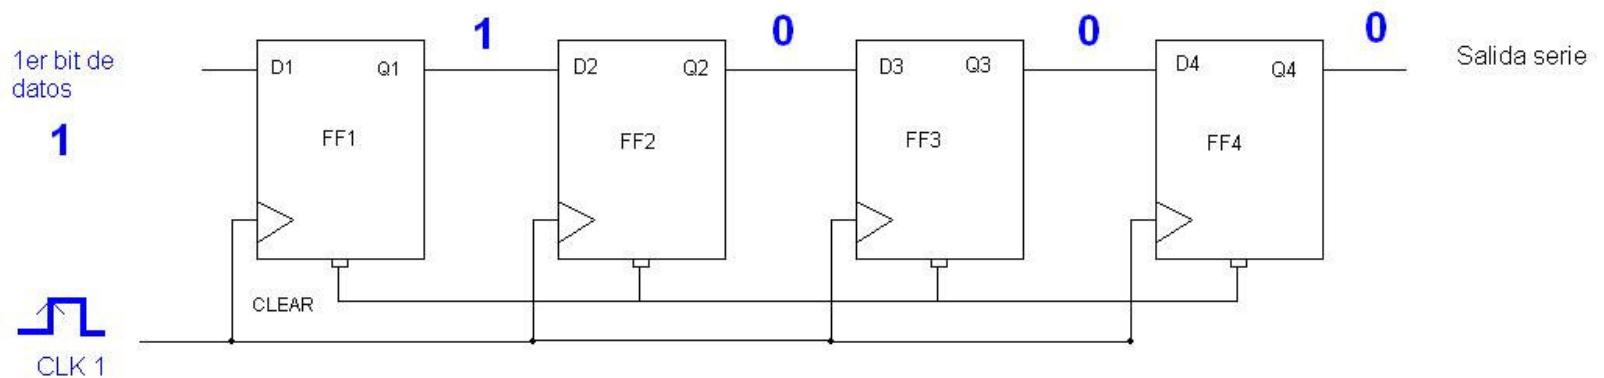 1 0 0 0
1er bit de
datos
1
D1 Q1 D2 Q2 D3 Q3 D4 Q4
Salida serie
FF1 FF2 FF3 FF4
CLEAR
CLK 1